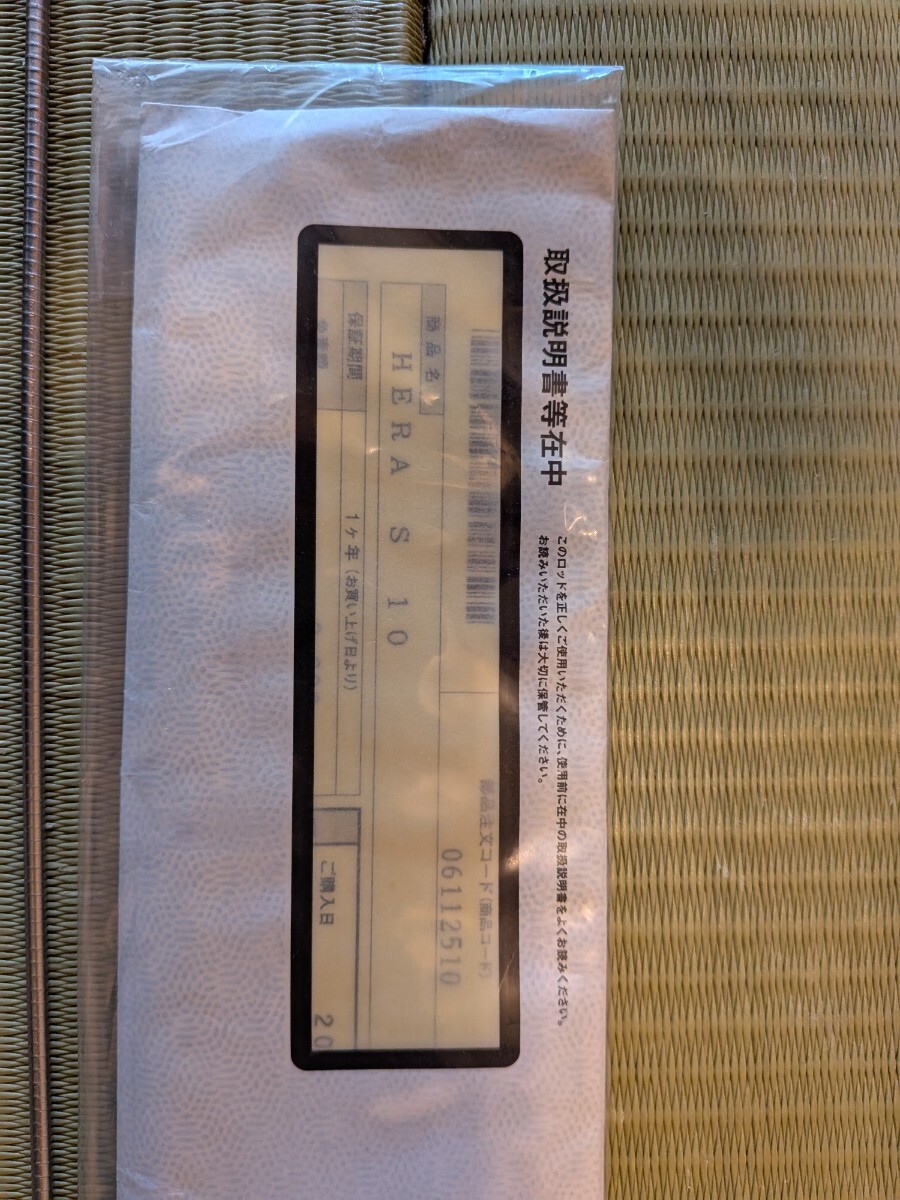 取扱説明書等在中
このロッドを正しくご使用いただくために、使用前に在中の取扱説明書をよくお読みください。
お読みいただいた後は大切に保管してください。
部品注文コード(商品コード)
06112510
商品名
HERA S 10
保証期間
1ヶ年(お買い上げ日より)
ご購入日
20